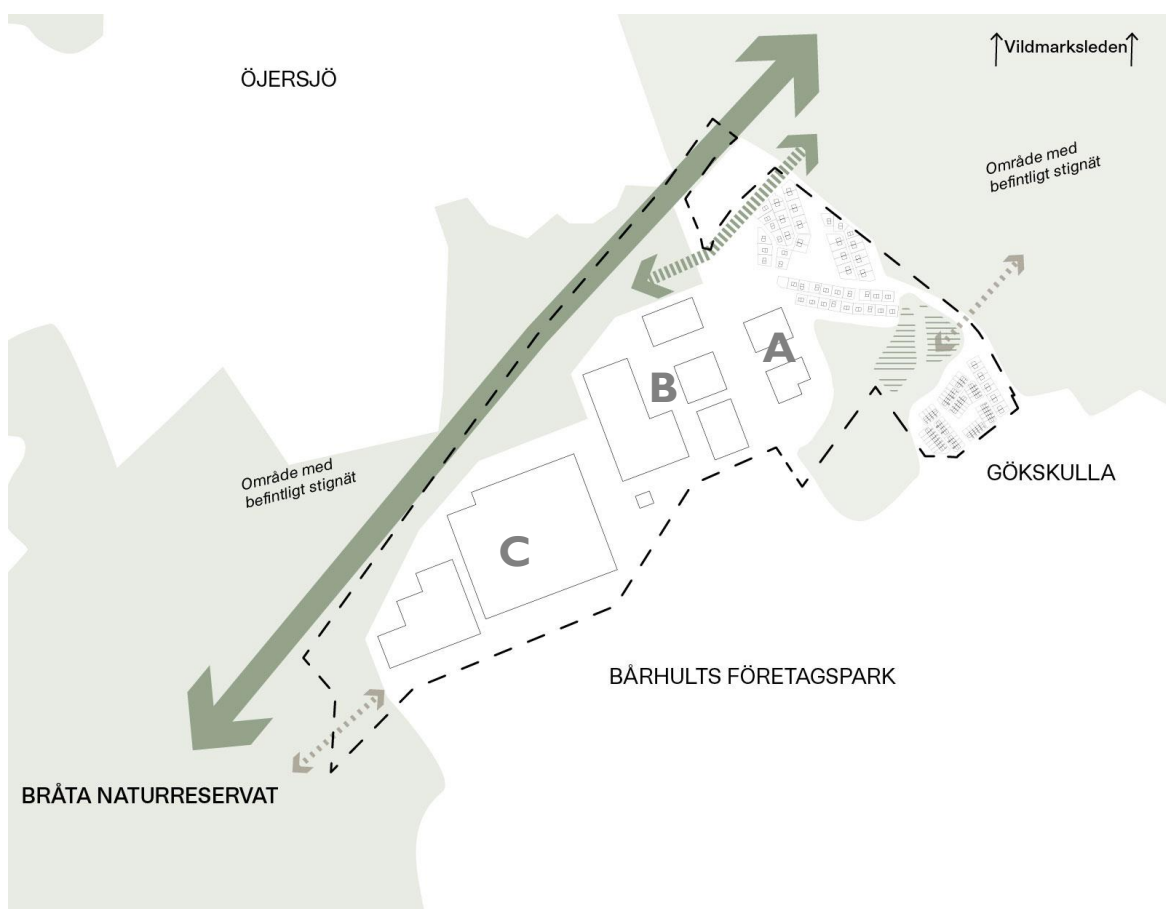 ↑Vildmarksleden↑
ÖJERSJÖ
Område med
befintligt stignät
A
B
GÖKSKULLA
Område med
befintligt stignät
C
BÅRHULTS FÖRETAGSPARK
BRÅTA NATURRESERVAT